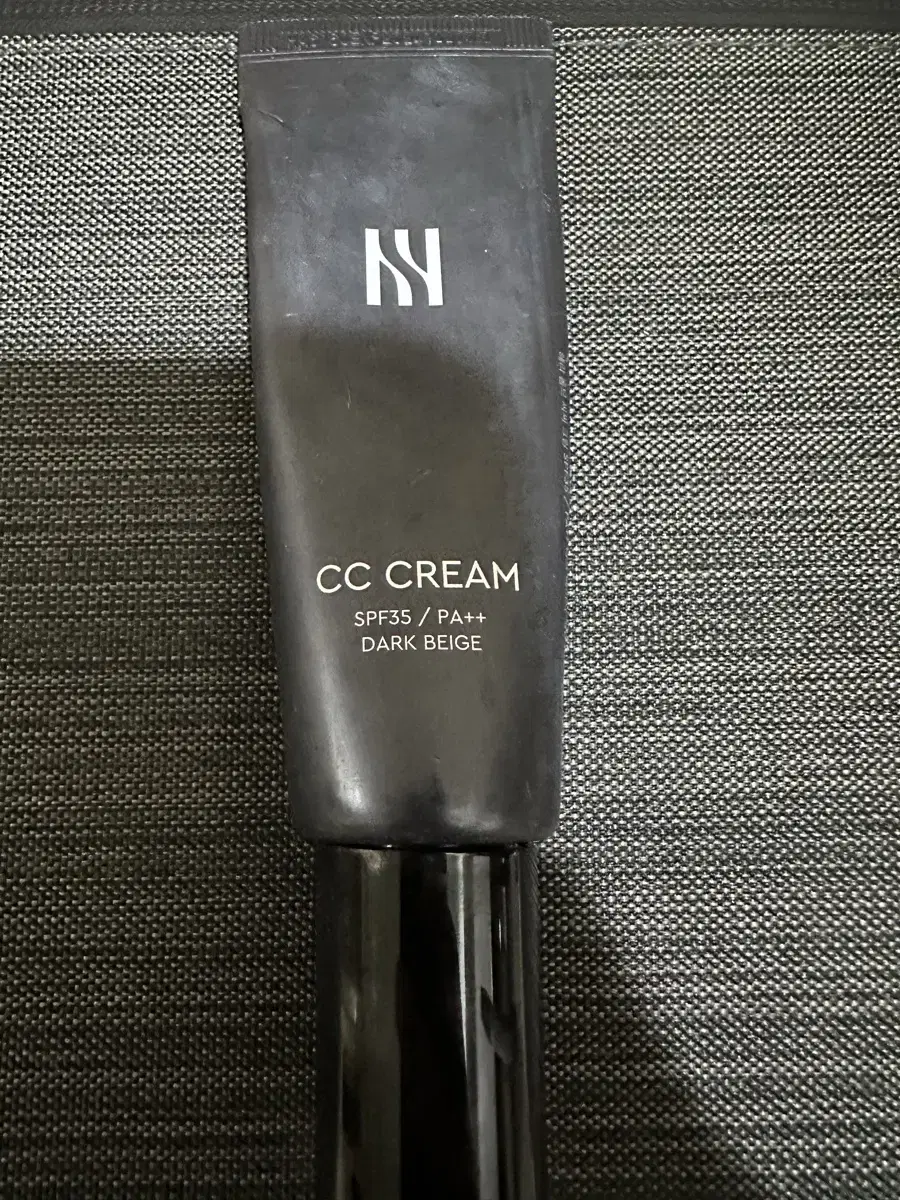 CC CREAM
SPF35 / PA++
DARK BEIGE